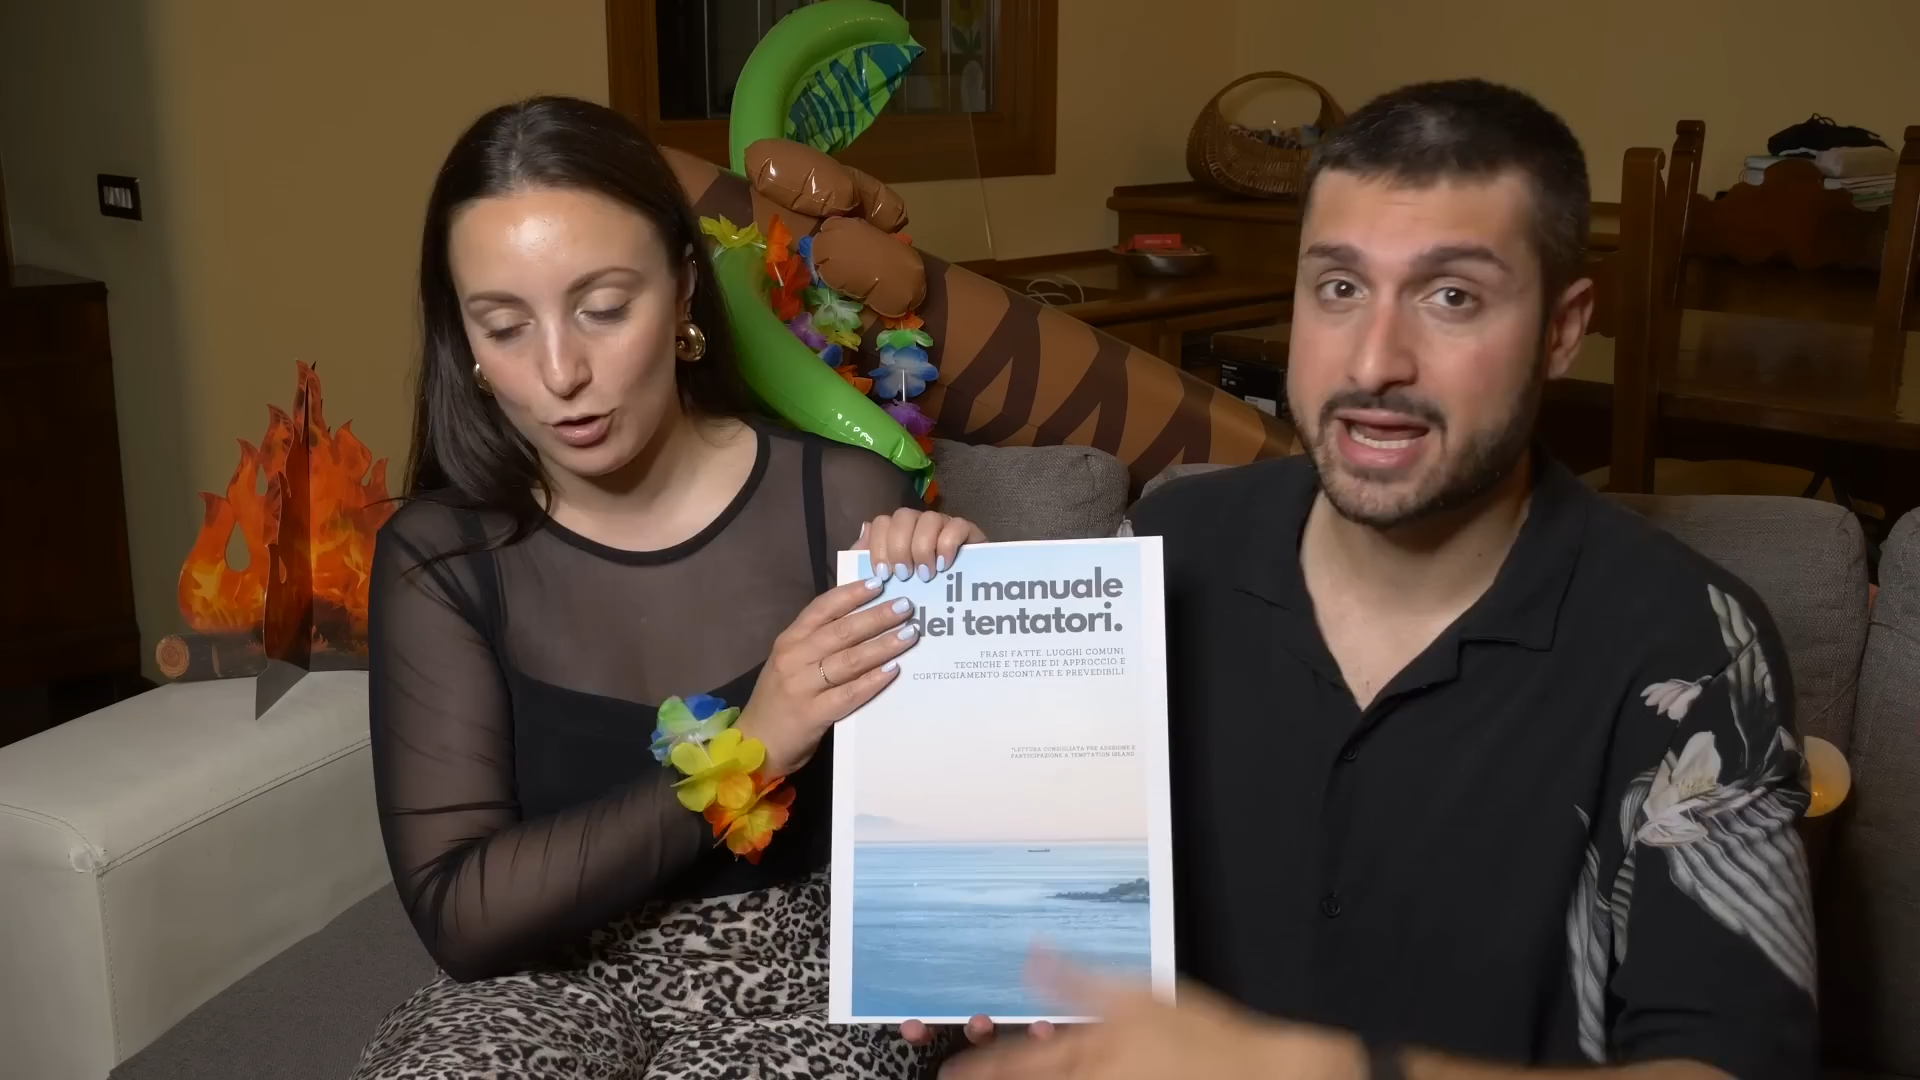 il manuale
dei tentatori.
FRASI FATTE, LUOGHI COMUNI
TECNICHE E TEORIE DI APPROCCIO E
CORTEGGIAMENTO SCONTATE E PREVEDIBILI
*LETTURA CONSIGLIATA PRE ADESIONE E
PARTECIPAZIONE A TEMPTATION ISLAND